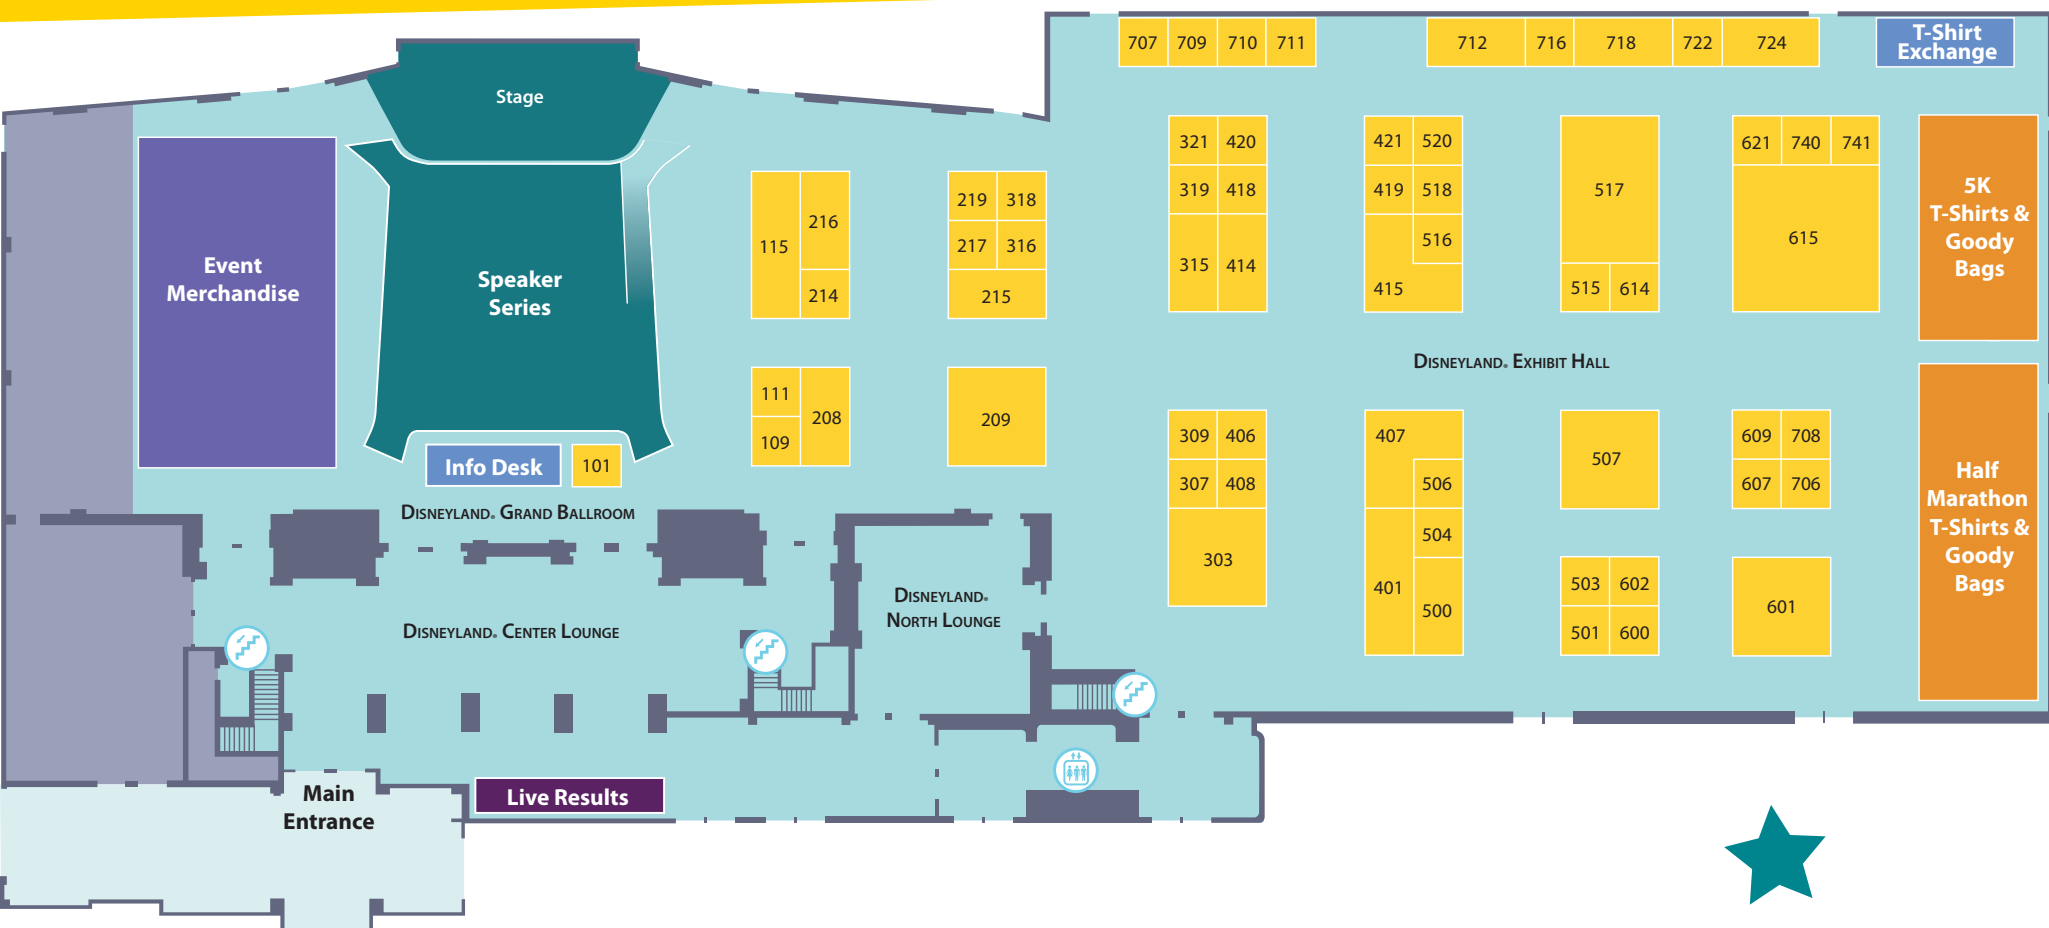 707 709 710 711 712 716 718 722 724
T-Shirt
Exchange
Stage
321 420 421 520 621 740 741
319 418 419 518 517
5K
T-Shirts &
Goody
Bags
219 318
216
115
217 316
516
615
Event
Merchandise
Speaker
Series
315 414
415
515 614
214
215
DISNEYLAND® EXHIBIT HALL
111
208
109
209
309 406 407
609 708
507
307 408 506
607 706
Half
Marathon
T-Shirts &
Goody
Bags
Info Desk
101
DISNEYLAND® GRAND BALLROOM
504
303
401
500
503 602
501 600
601
DISNEYLAND®
NORTH LOUNGE
DISNEYLAND® CENTER LOUNGE
Main
Entrance
Live Results